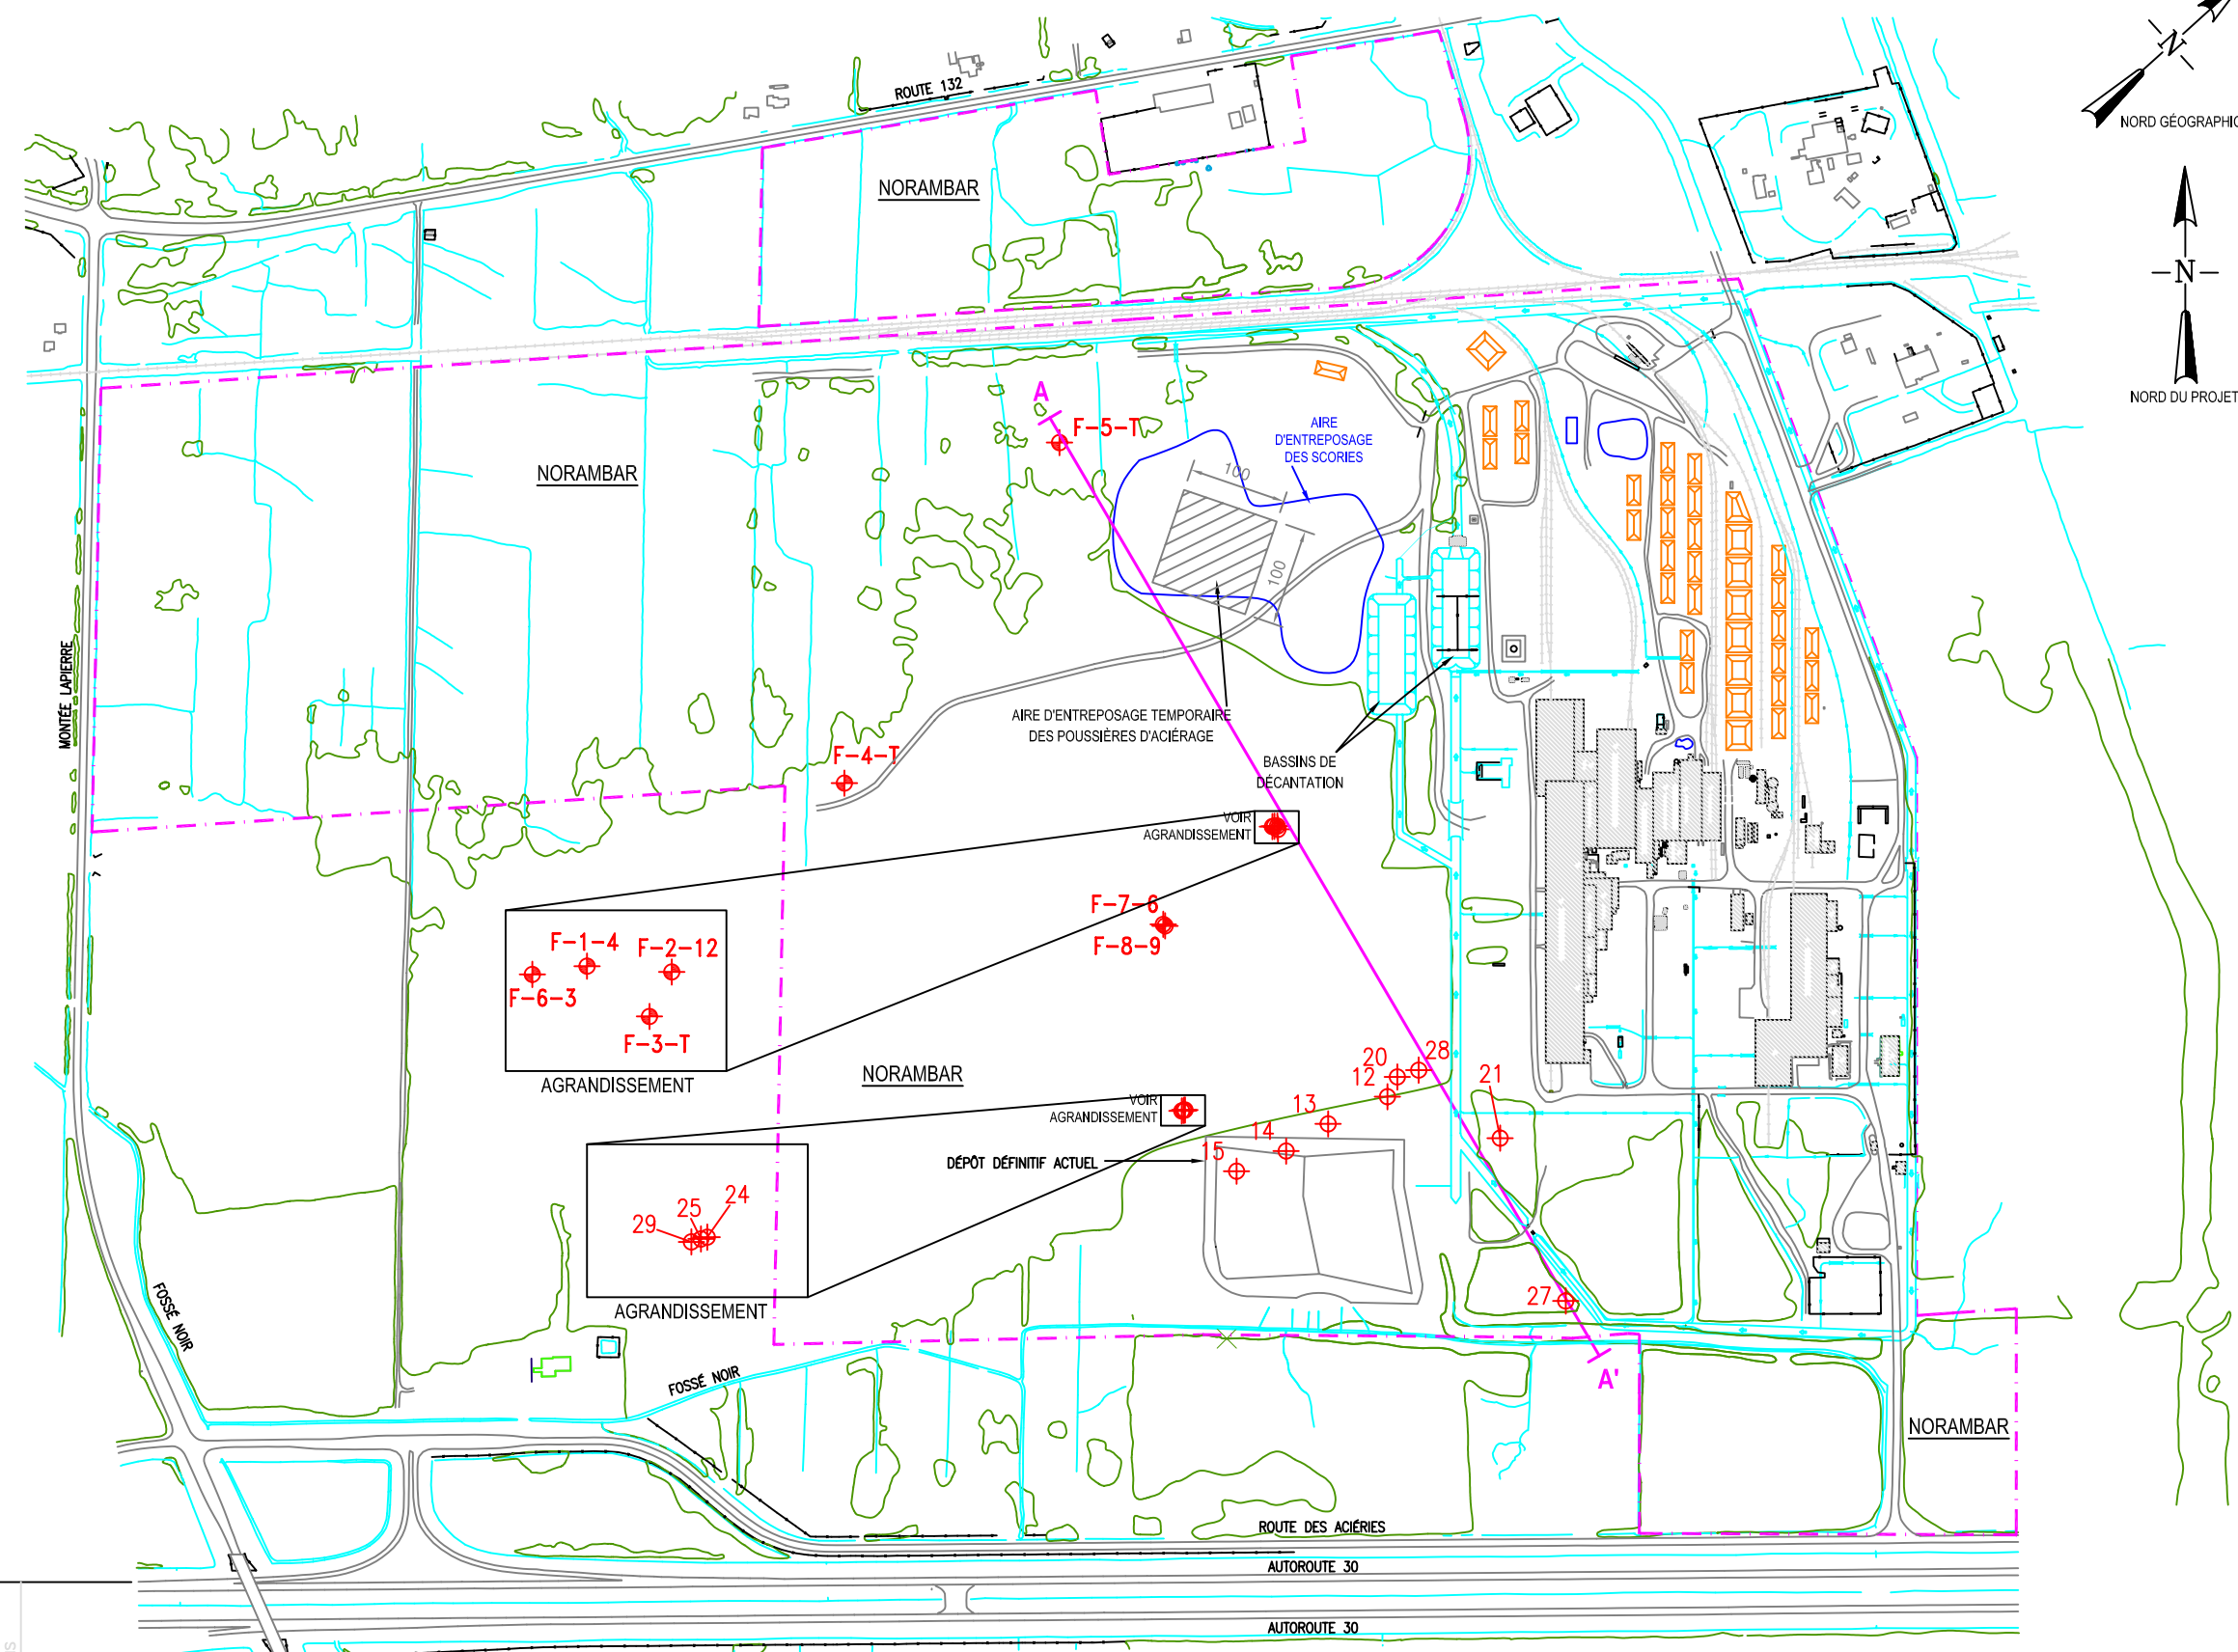 N
NORD GÉOGRAPHIC
N
NORD DU PROJET
ROUTE 132
NORAMBAR
A
F-5-T
AIRE
D'ENTREPOSAGE
DES SCORIES
100
100
NORAMBAR
MONTÉE LAPIERRE
AIRE D'ENTREPOSAGE TEMPORAIRE
DES POUSSIÈRES D'ACIÉRAGE
BASSINS DE
DÉCANTATION
F-4-T
VOIR
AGRANDISSEMENT
F-7-6
F-8-9
F-1-4
F-2-12
F-6-3
F-3-T
AGRANDISSEMENT
NORAMBAR
VOIR
AGRANDISSEMENT
20
28
12
13
14
15
21
DÉPÔT DÉFINITIF ACTUEL
24
25
29
AGRANDISSEMENT
27
A'
FOSSÉ NOIR
FOSSÉ NOIR
NORAMBAR
ROUTE DES ACIÉRIES
AUTOROUTE 30
AUTOROUTE 30